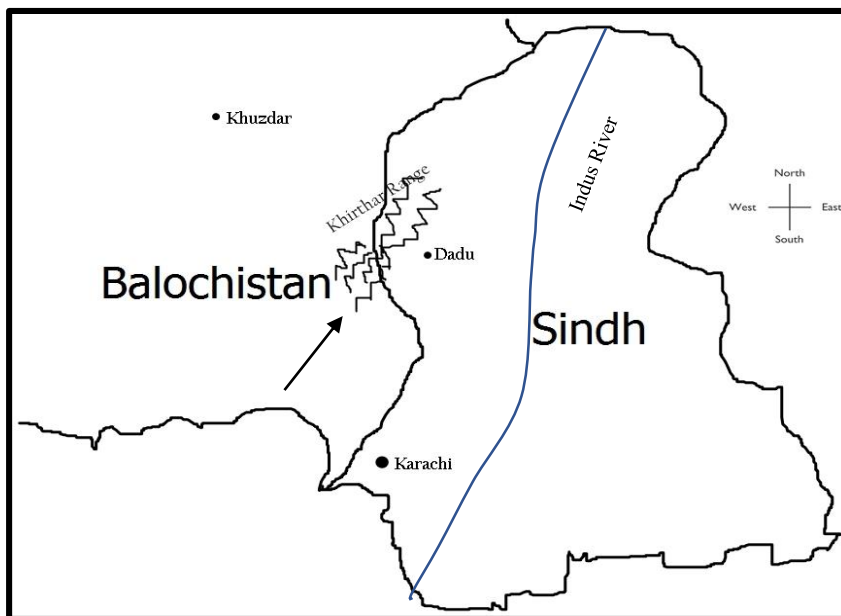 Khuzdar
Indus River
North
West
East
South
Khirthar Range
Dadu
Balochistan
Sindh
Karachi